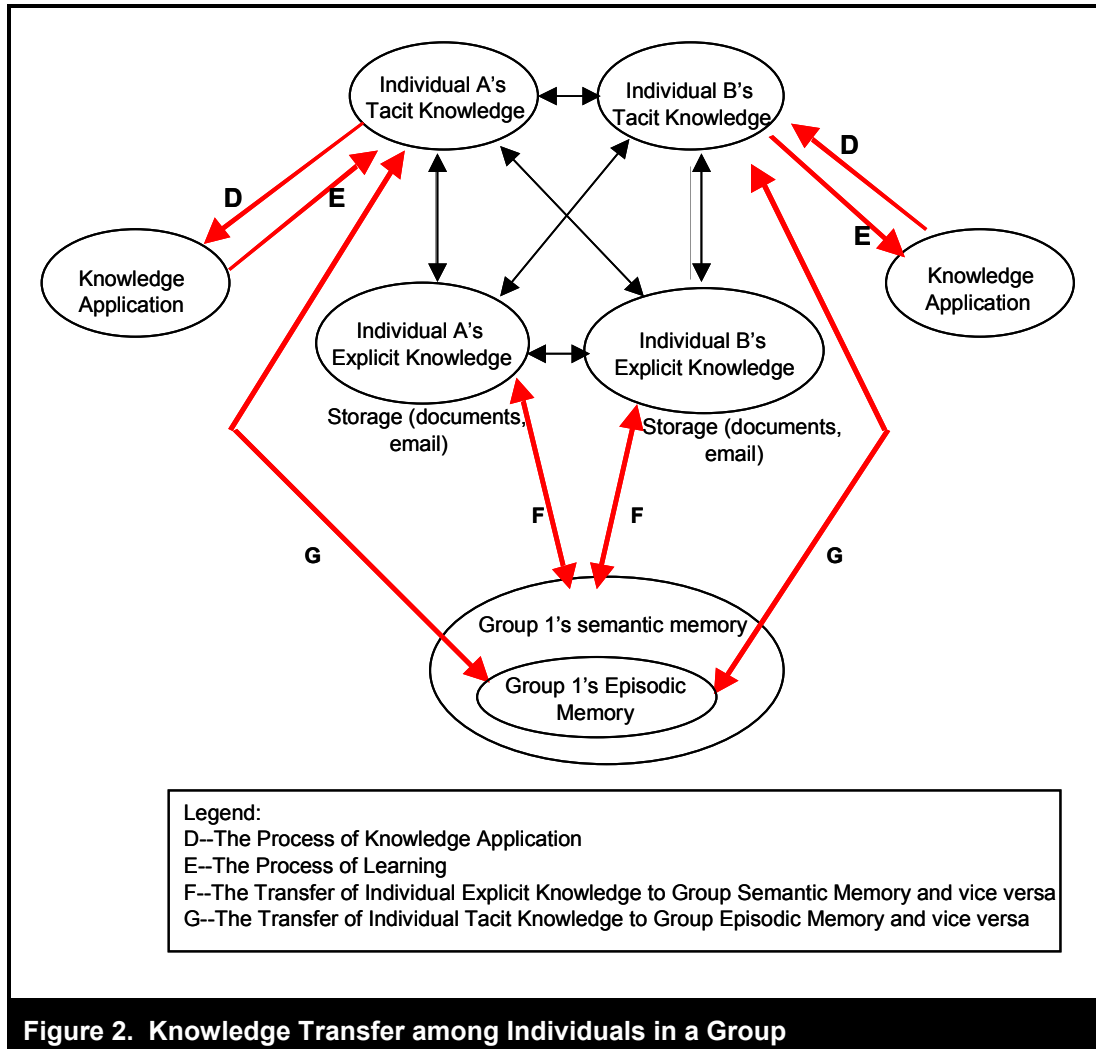 Individual A's
Tacit Knowledge
Individual B's
Tacit Knowledge
D
E
D
E
Knowledge
Application
Knowledge
Application
Individual A's
Explicit Knowledge
Individual B's
Explicit Knowledge
Storage (documents,
email)
Storage (documents,
email)
F
F
G
G
Group 1's semantic memory
Group 1's Episodic
Memory
Legend:
D--The Process of Knowledge Application
E--The Process of Learning
F--The Transfer of Individual Explicit Knowledge to Group Semantic Memory and vice versa
G--The Transfer of Individual Tacit Knowledge to Group Episodic Memory and vice versa
Figure 2. Knowledge Transfer among Individuals in a Group